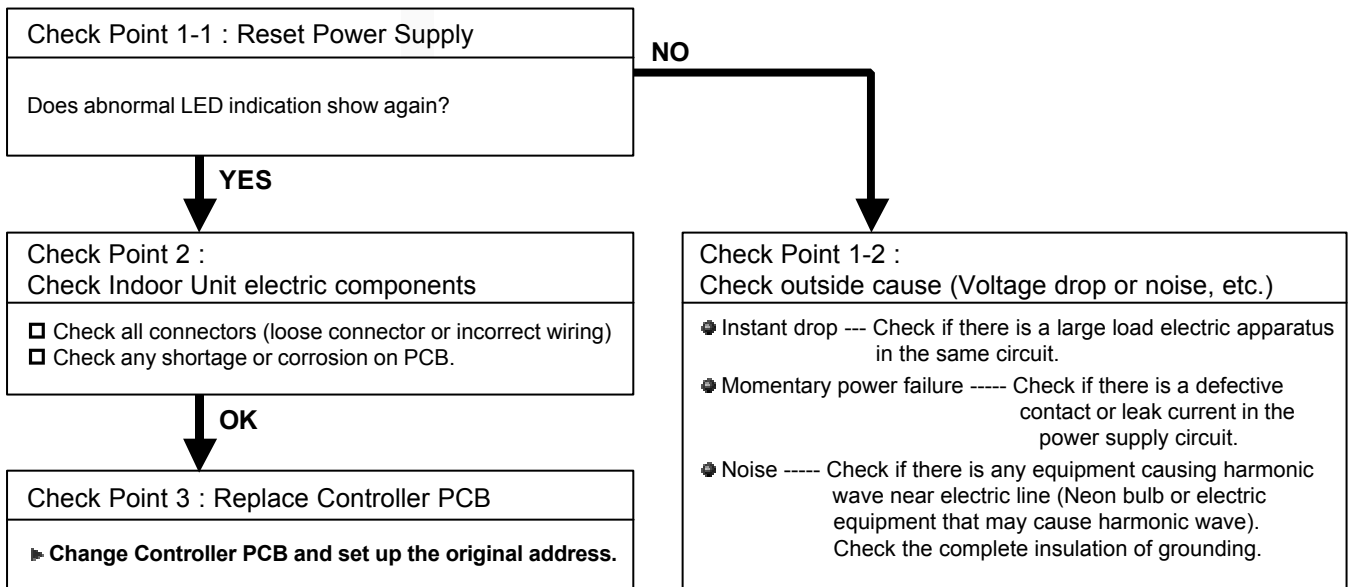 Check Point 1-1 : Reset Power Supply
Does abnormal LED indication show again?
NO
YES
Check Point 2 :
Check Indoor Unit electric components
Check all connectors (loose connector or incorrect wiring)
Check any shortage or corrosion on PCB.
OK
Check Point 3 : Replace Controller PCB
Change Controller PCB and set up the original address.
Check Point 1-2 :
Check outside cause (Voltage drop or noise, etc.)
Instant drop --- Check if there is a large load electric apparatus
in the same circuit.
Momentary power failure ----- Check if there is a defective
contact or leak current in the
power supply circuit.
Noise ----- Check if there is any equipment causing harmonic
wave near electric line (Neon bulb or electric
equipment that may cause harmonic wave).
Check the complete insulation of grounding.